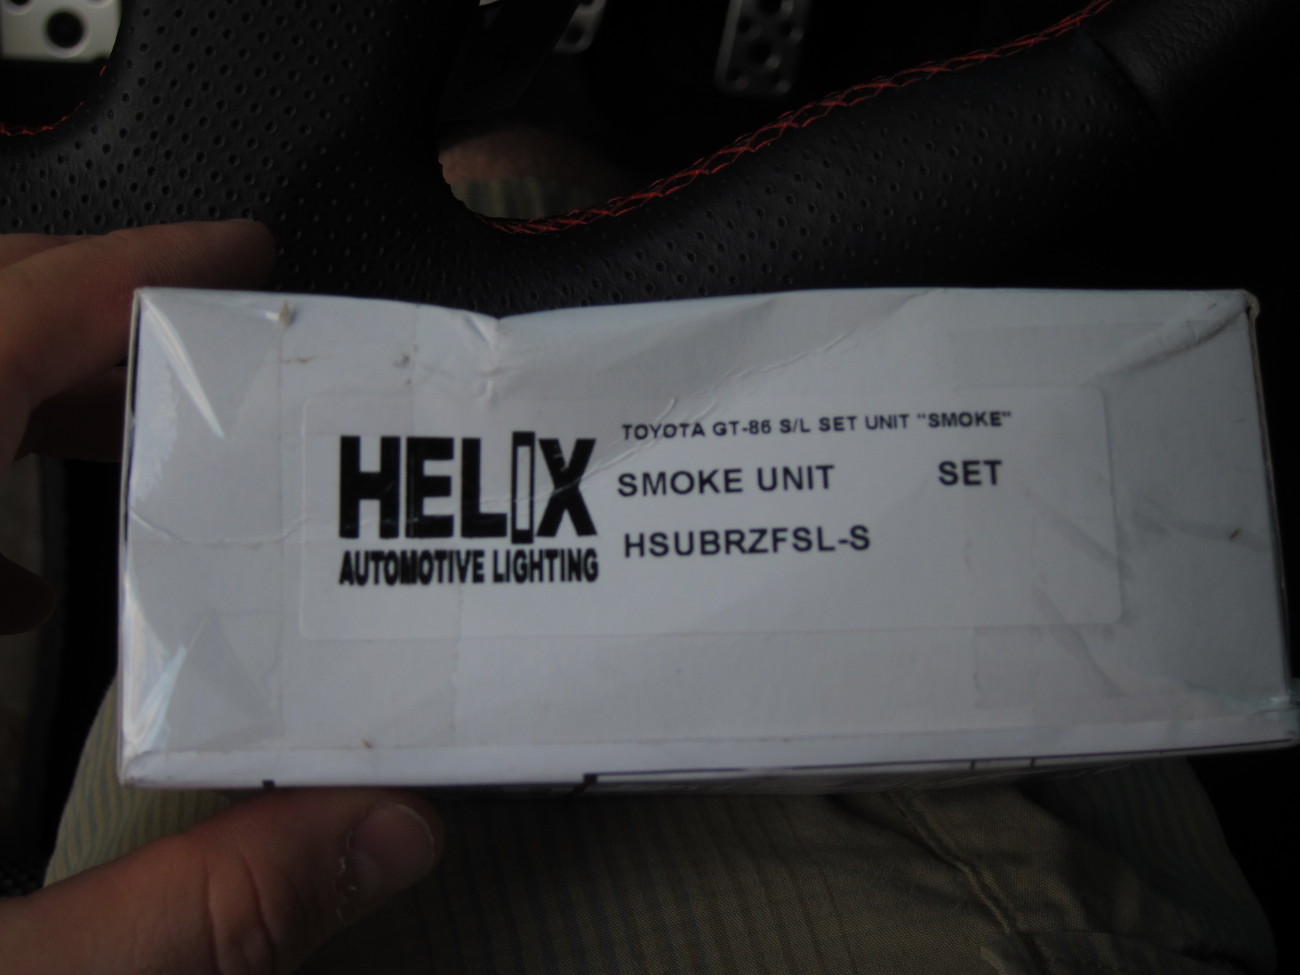 HELIX
AUTOMOTIVE LIGHTING
TOYOTA GT-86 S/L SET UNIT "SMOKE"
SMOKE UNIT SET
HSUBRZFSL-S